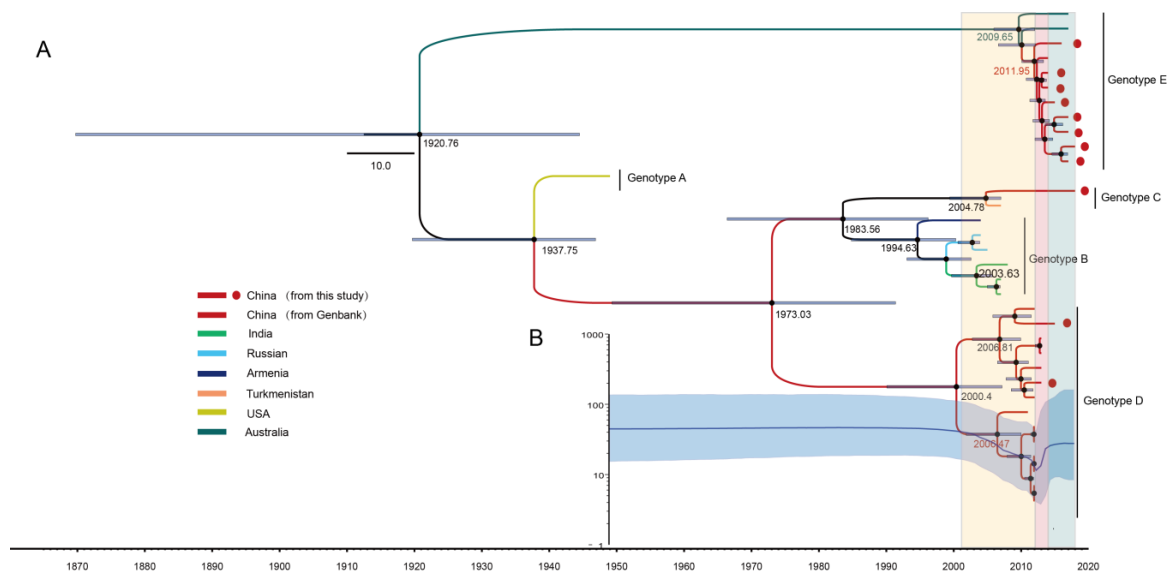 A
2009.65
2011.95
Genotype E
1920.76
10.0
Genotype A
2004.78
Genotype C
1983.56
1937.75
1994.63
Genotype B
2003.63
China （from this study）
China （from Genbank）
India
Russian
Armenia
Turkmenistan
USA
Australia
1973.03
B
1000
2006.81
2000.4
Genotype D
100
2006.47
10
1
1870 1880 1890 1900 1910 1920 1930 1940 1950 1960 1970 1980 1990 2000 2010 2020